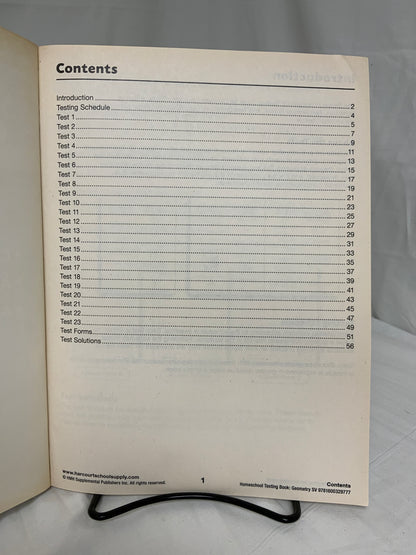 Contents
Introduction ........ 2
Testing Schedule ........ 4
Test 1 ........ 5
Test 2 ........ 7
Test 3 ........ 9
Test 4 ........ 11
Test 5 ........ 13
Test 6 ........ 15
Test 7 ........ 17
Test 8 ........ 19
Test 9 ........ 21
Test 10 ........ 23
Test 11 ........ 25
Test 12 ........ 27
Test 13 ........ 29
Test 14 ........ 31
Test 15 ........ 33
Test 16 ........ 35
Test 17 ........ 37
Test 18 ........ 39
Test 19 ........ 41
Test 20 ........ 43
Test 21 ........ 45
Test 22 ........ 47
Test 23 ........ 49
Test Forms ........ 51
Test Solutions ........ 56
www.harcourtschoolsupply.com
Supplemental Publishers Inc. All rights reserved.
1
Contents
Homeschool Testing Book: Geometry SV 9781600329777